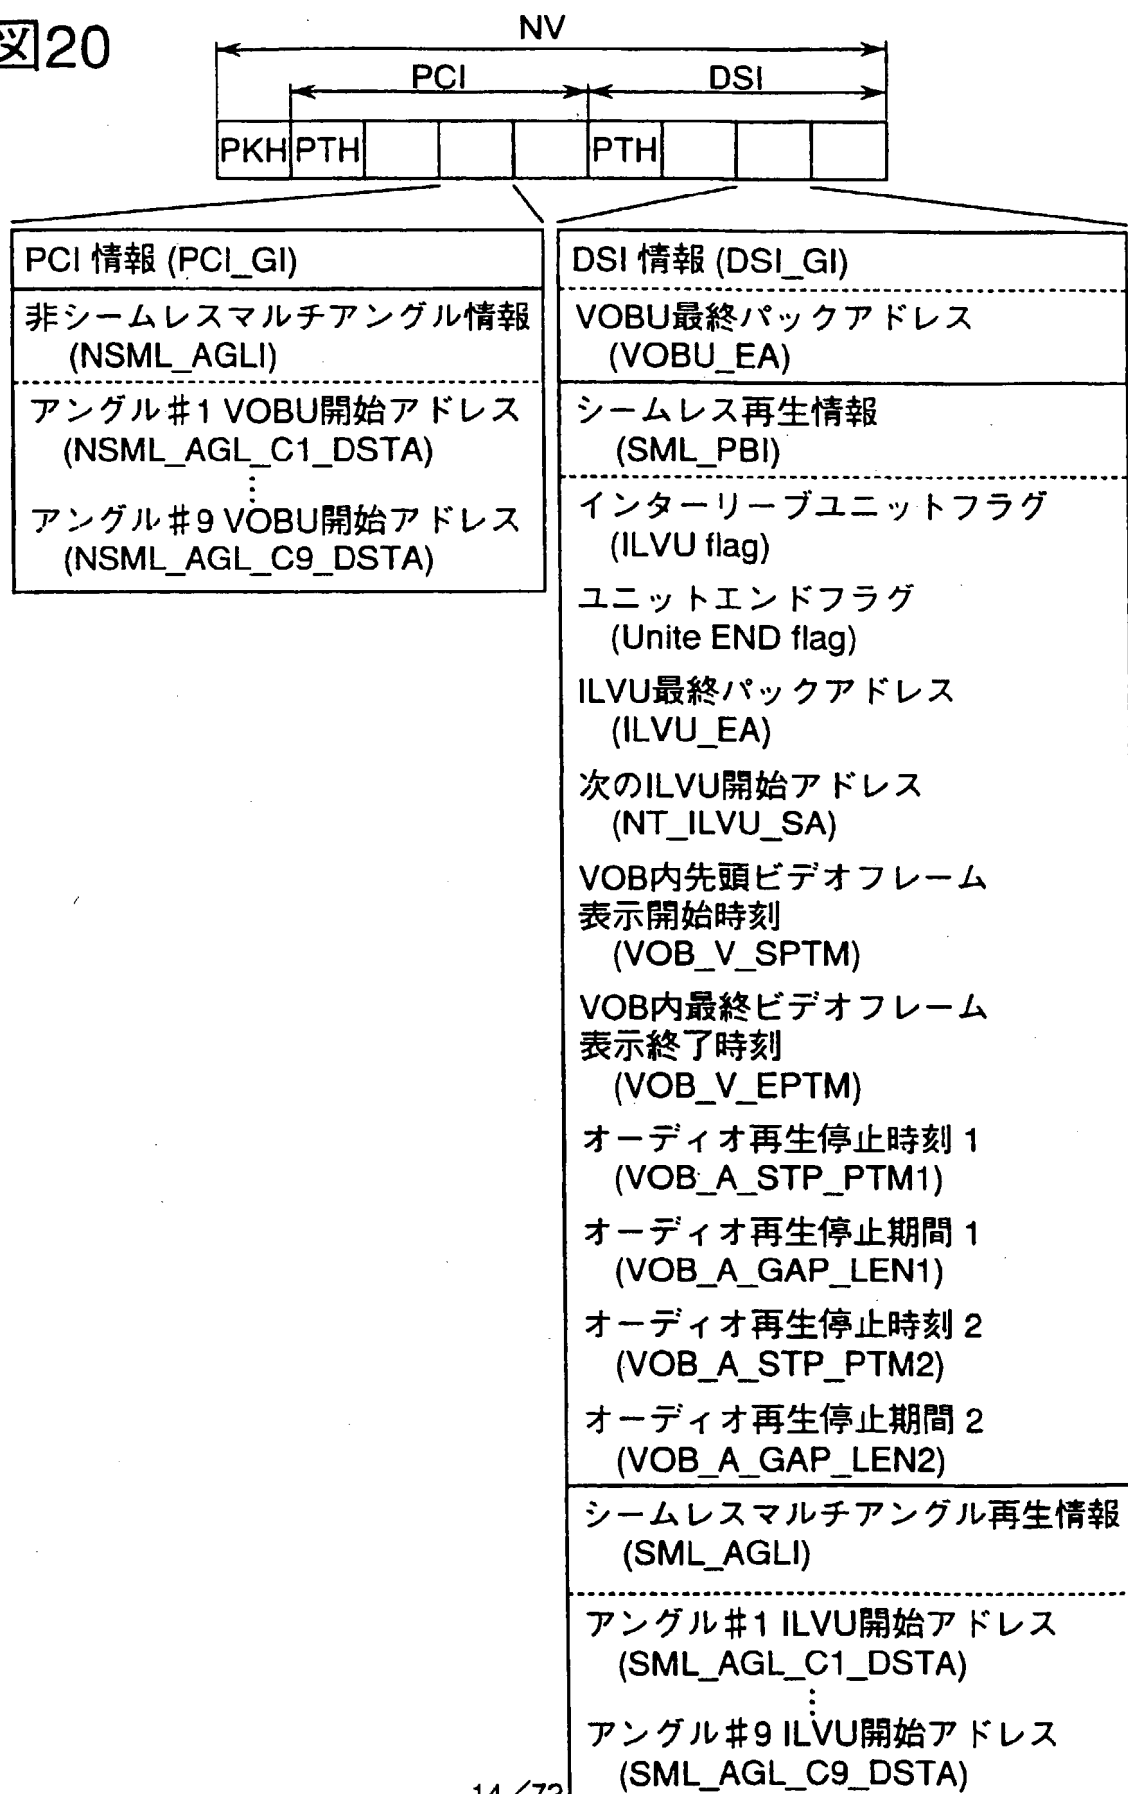 図20
NV
PCI
DSI
PKH
PTH
PTH
PCI 情報 (PCI_GI)
非シームレスマルチアングル情報
(NSML_AGLI)
アングル#1 VOBU開始アドレス
(NSML_AGL_C1_DSTA)
⋮
アングル#9 VOBU開始アドレス
(NSML_AGL_C9_DSTA)
DSI 情報 (DSI_GI)
VOBU最終パックアドレス
(VOBU_EA)
シームレス再生情報
(SML_PBI)
インターリーブユニットフラグ
(ILVU flag)
ユニットエンドフラグ
(Unite END flag)
ILVU最終パックアドレス
(ILVU_EA)
次のILVU開始アドレス
(NT_ILVU_SA)
VOB内先頭ビデオフレーム
表示開始時刻
(VOB_V_SPTM)
VOB内最終ビデオフレーム
表示終了時刻
(VOB_V_EPTM)
オーディオ再生停止時刻 1
(VOB_A_STP_PTM1)
オーディオ再生停止期間 1
(VOB_A_GAP_LEN1)
オーディオ再生停止時刻 2
(VOB_A_STP_PTM2)
オーディオ再生停止期間 2
(VOB_A_GAP_LEN2)
シームレスマルチアングル再生情報
(SML_AGLI)
アングル#1 ILVU開始アドレス
(SML_AGL_C1_DSTA)
⋮
アングル#9 ILVU開始アドレス
(SML_AGL_C9_DSTA)